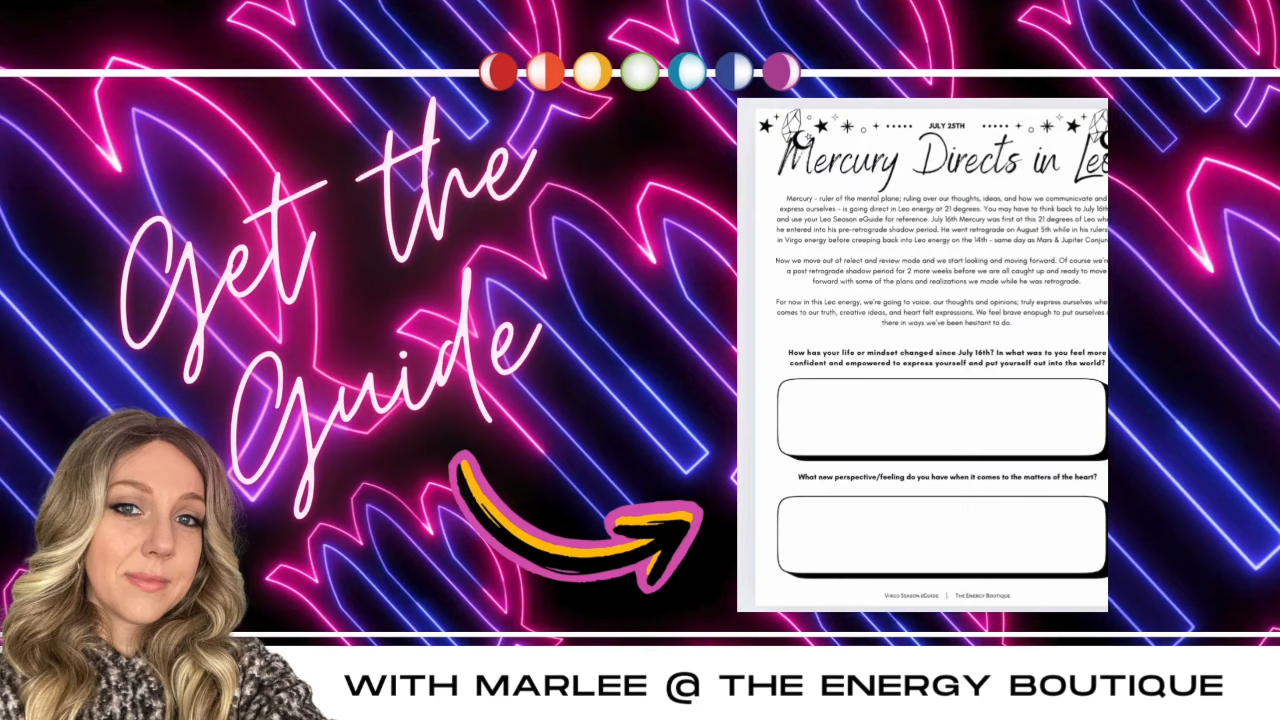 Get the
Guide
JULY 25TH
Mercury Directs in Leo
Mercury - ruler of the mental plane; ruling over our thoughts, ideas, and how we communicvate and
express ourselves - is going direct in Leo energy at 21 degrees. You may have to think back to July 16th
and use your Leo Season eGuide for reference. July 16th Mercury was first at this 21 degrees of Leo whe
he entered into his pre-retrograde shadow period. He went retrograde on August 5th while in his rulers
in Virgo energy before creeping back into Leo energy on the 14th - same day as Mars & Jupiter Conjun
Now we move out of relect and review mode and we start looking and moving forward. Of course we're
a post retrograde shadow period for 2 more weeks before we are all caught up and ready to move
forward with some of the plans and realizations we made while he was retrograde.
For now in this Leo energy, we're going to voice. our thoughts and opinions; truly express ourselves whe
comes to our truth, creative ideas, and heart felt expressions. We feel brave enopugh to put ourselves
there in ways we've been hesitant to do.
How has your life or mindset changed since July 16th? In what was to you feel more
confident and empowered to express yourself and put yourself out into the world?
What new perspective/feeling do you have when it comes to the matters of the heart?
Virgo Season eGuide | The Energy Boutique
WITH MARLEE @ THE ENERGY BOUTIQUE